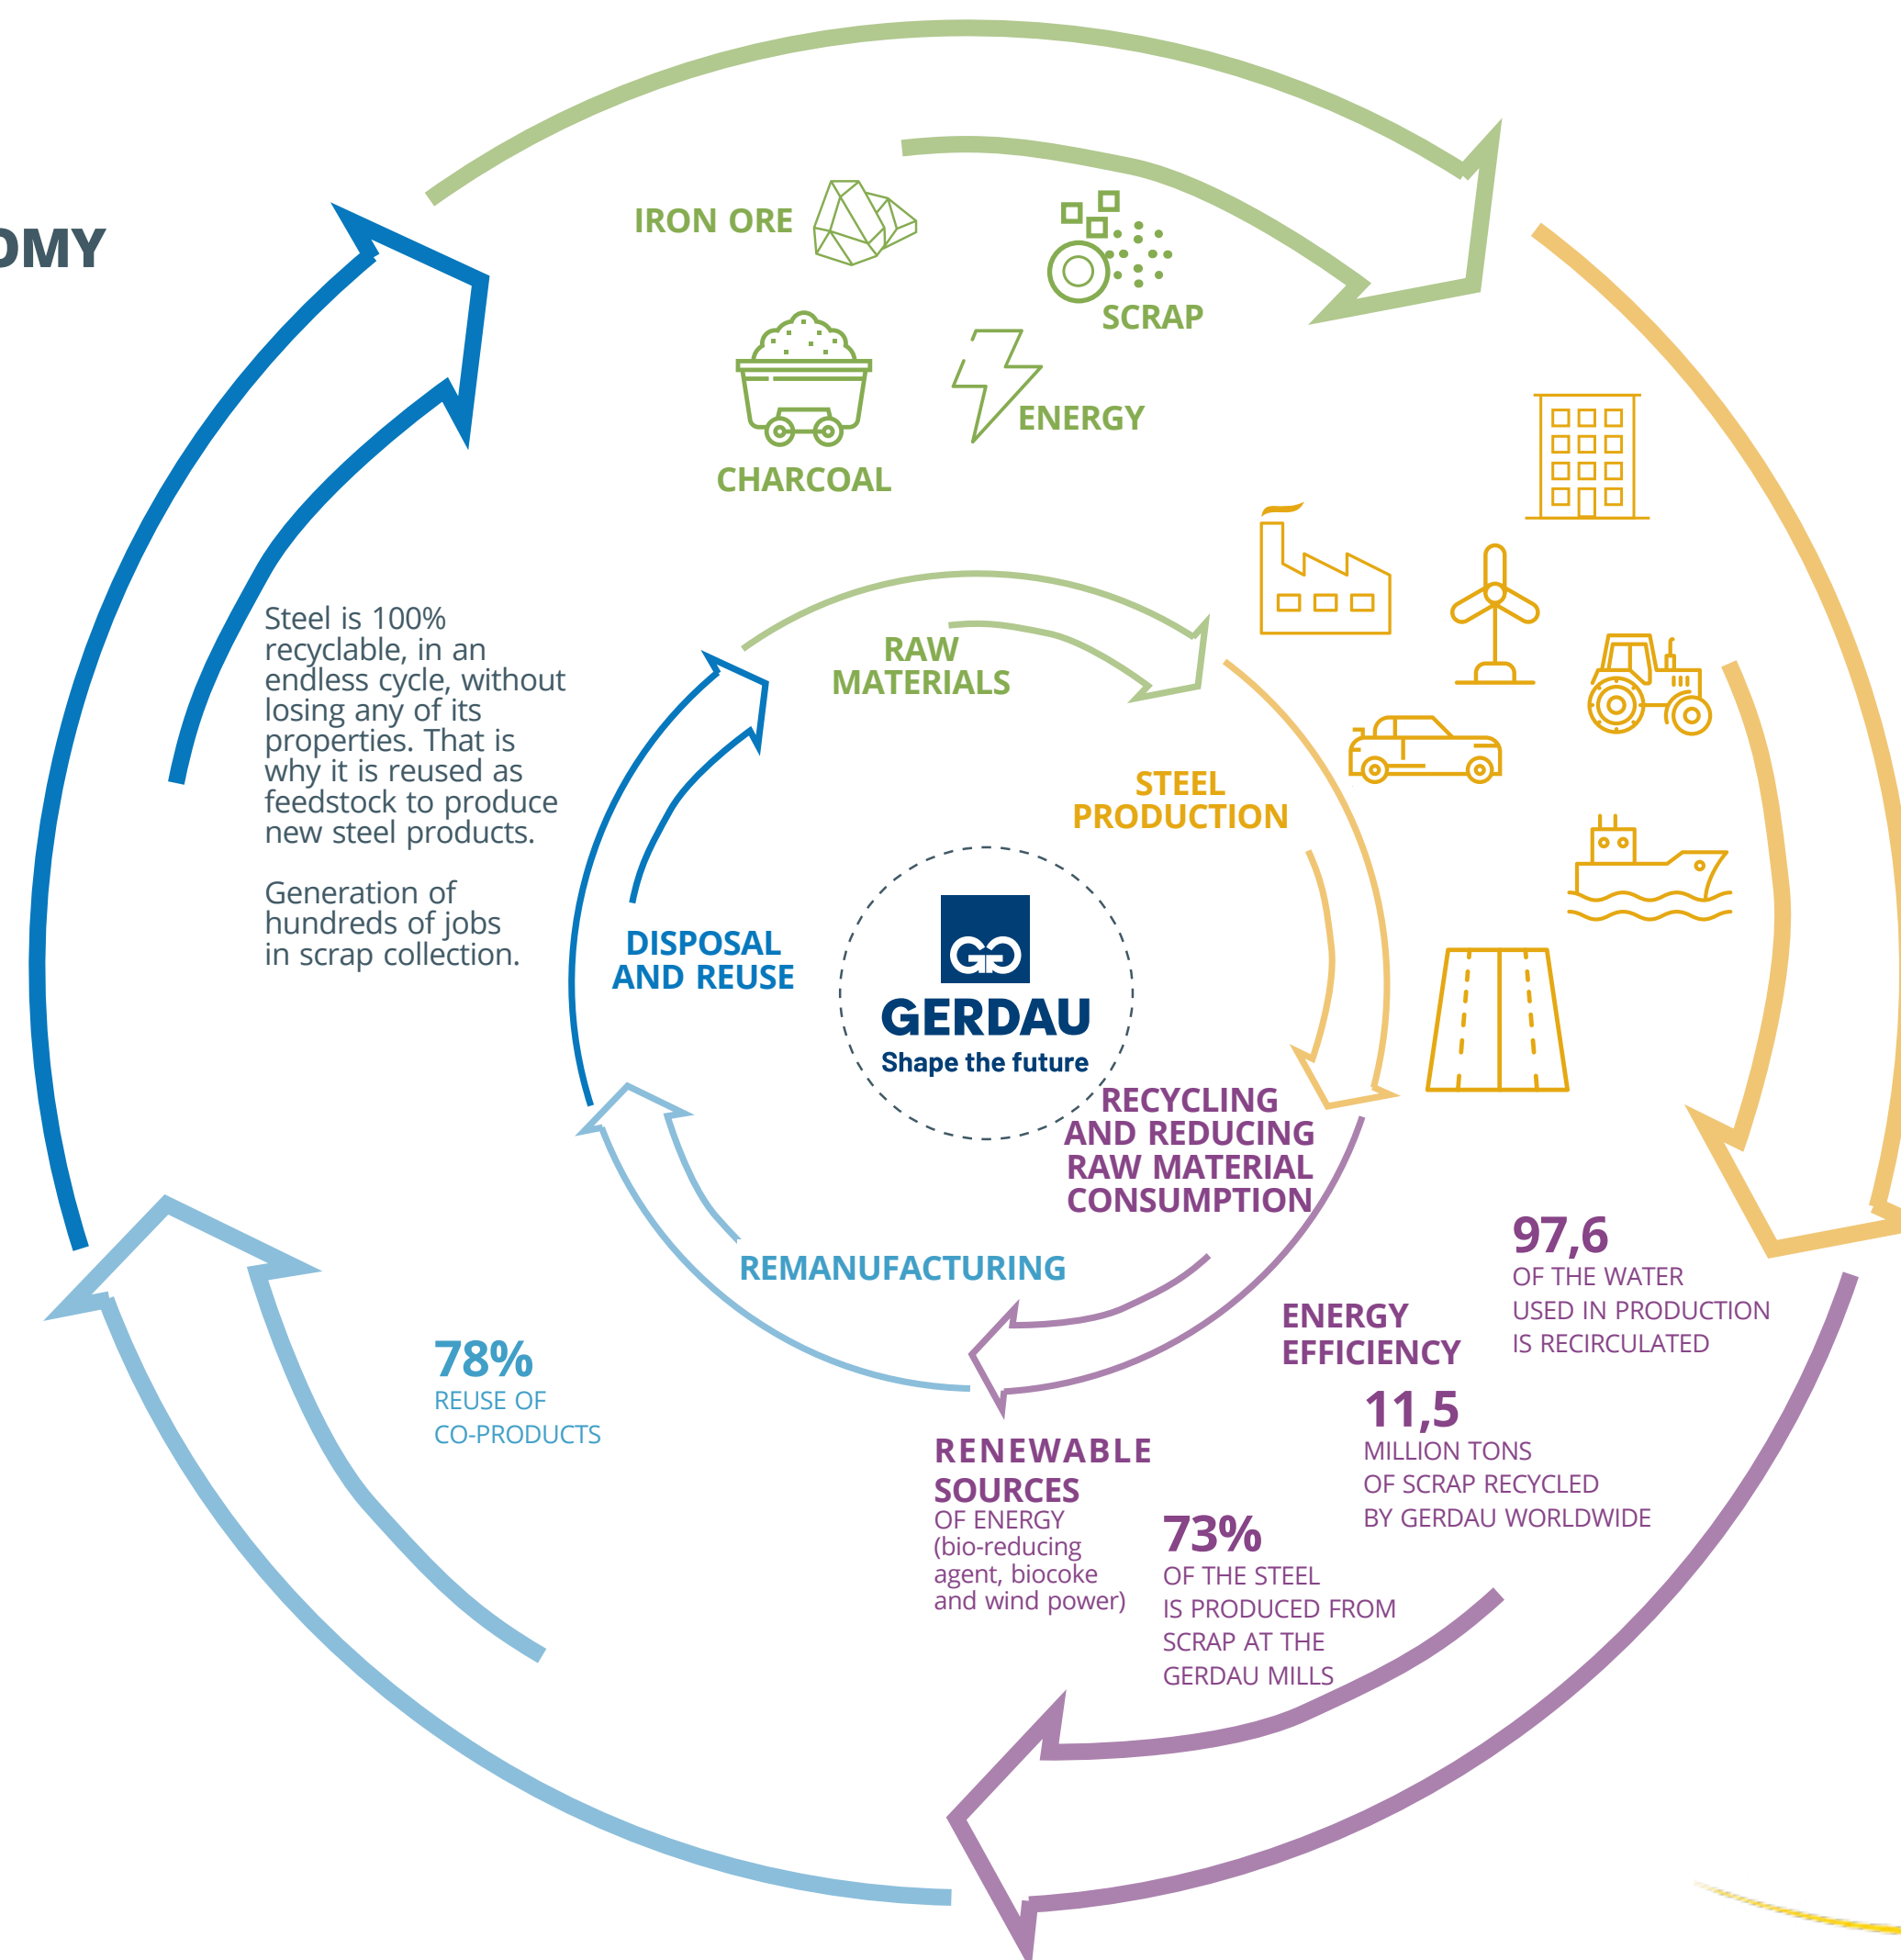 OMY
IRON ORE
SCRAP
CHARCOAL
ENERGY
RAW
MATERIALS
STEEL
PRODUCTION
Steel is 100%
recyclable, in an
endless cycle, without
losing any of its
properties. That is
why it is reused as
feedstock to produce
new steel products.
Generation of
hundreds of jobs
in scrap collection.
DISPOSAL
AND REUSE
GERDAU
Shape the future
RECYCLING
AND REDUCING
RAW MATERIAL
CONSUMPTION
REMANUFACTURING
78%
REUSE OF
CO-PRODUCTS
97,6
OF THE WATER
USED IN PRODUCTION
IS RECIRCULATED
ENERGY
EFFICIENCY
11,5
MILLION TONS
OF SCRAP RECYCLED
BY GERDAU WORLDWIDE
RENEWABLE
SOURCES
OF ENERGY
(bio-reducing
agent, biocoke
and wind power)
73%
OF THE STEEL
IS PRODUCED FROM
SCRAP AT THE
GERDAU MILLS